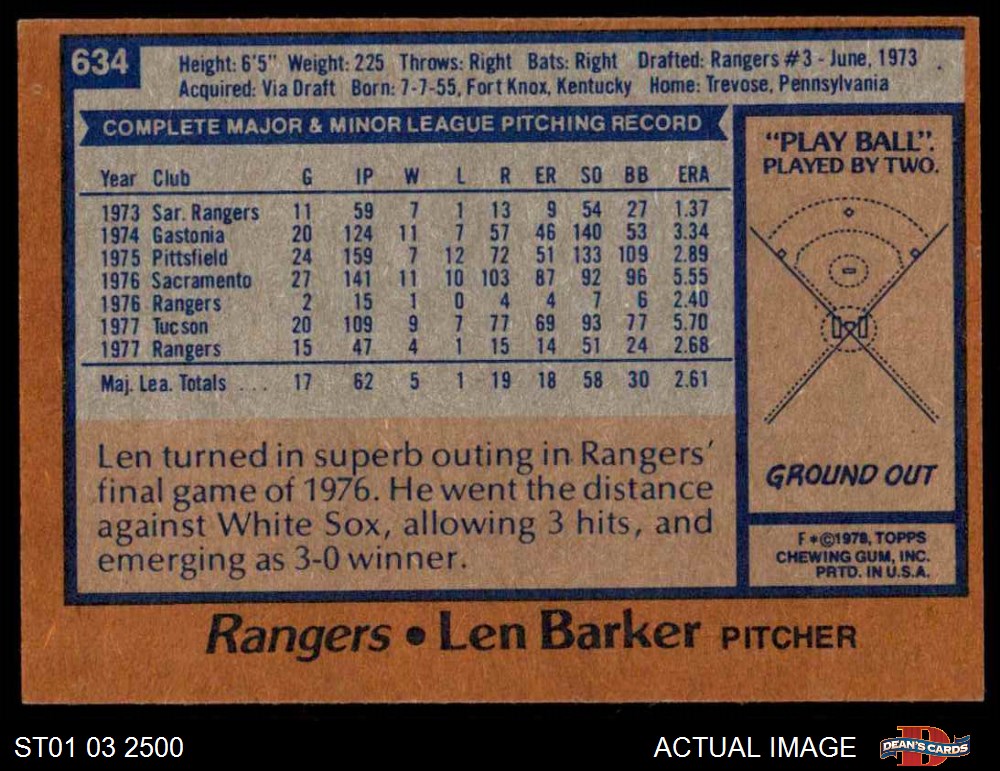 634
Height: 6'5" Weight: 225 Throws: Right Bats: Right Drafted: Rangers #3 - June, 1973
Acquired: Via Draft Born: 7-7-55, Fort Knox, Kentucky Home: Trevose, Pennsylvania
COMPLETE MAJOR & MINOR LEAGUE PITCHING RECORD
Year Club G IP W L R ER SO BB ERA
1973 Sar. Rangers 11 59 7 1 13 9 54 27 1.37
1974 Gastonia 20 124 11 7 57 46 140 53 3.34
1975 Pittsfield 24 159 7 12 72 51 133 109 2.89
1976 Sacramento 27 141 11 10 103 87 92 96 5.55
1976 Rangers 2 15 1 0 4 4 7 6 2.40
1977 Tucson 20 109 9 7 77 69 93 77 5.70
1977 Rangers 15 47 4 1 15 14 51 24 2.68
Maj. Lea. Totals ... 17 62 5 1 19 18 58 30 2.61
Len turned in superb outing in Rangers'
final game of 1976. He went the distance
against White Sox, allowing 3 hits, and
emerging as 3-0 winner.
"PLAY BALL".
PLAYED BY TWO.
GROUND OUT
F*©1978, TOPPS
CHEWING GUM, INC.
PRTD. IN U.S.A.
Rangers • Len Barker PITCHER
ST01 03 2500
ACTUAL IMAGE
DEAN'S CARDS